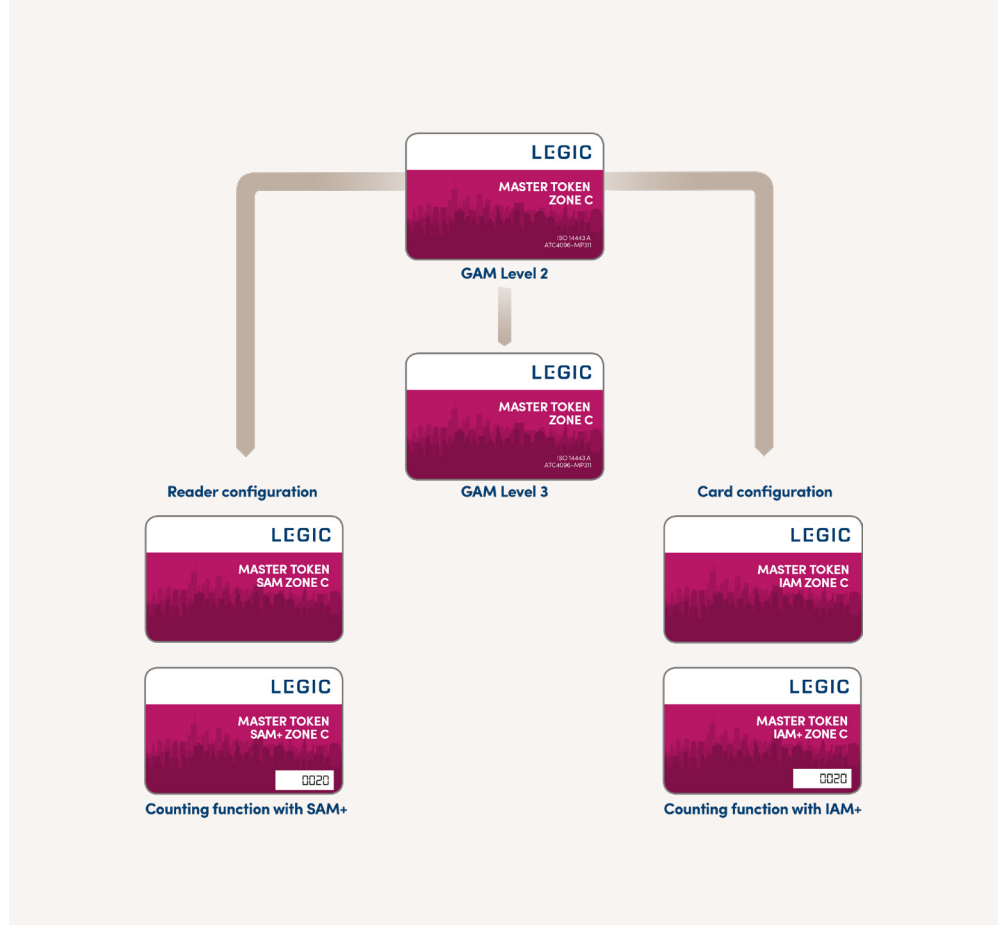 LEGIC
MASTER TOKEN
ZONE C
ISO 14443 A
ATC4096-MP311
GAM Level 2
LEGIC
MASTER TOKEN
ZONE C
ISO 14443 A
ATC4096-MP311
GAM Level 3
Reader configuration
LEGIC
MASTER TOKEN
SAM ZONE C
LEGIC
MASTER TOKEN
SAM+ ZONE C
0020
Counting function with SAM+
Card configuration
LEGIC
MASTER TOKEN
IAM ZONE C
LEGIC
MASTER TOKEN
IAM+ ZONE C
0020
Counting function with IAM+